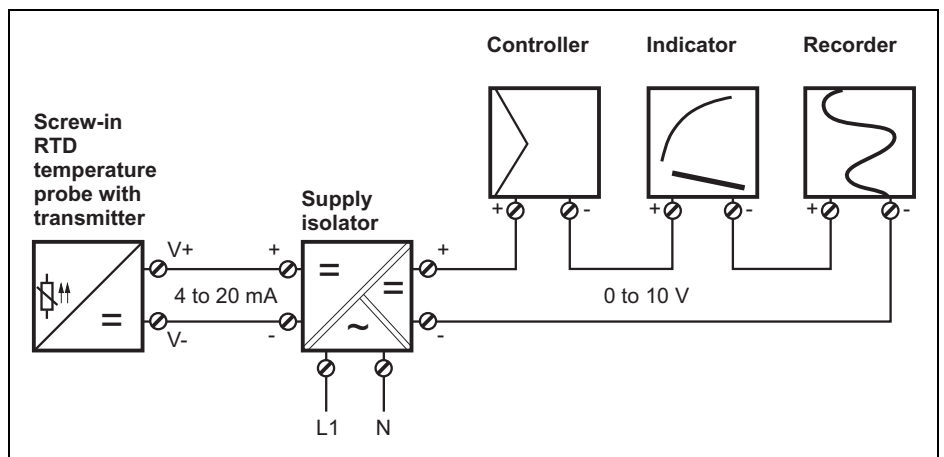 Controller
Indicator
Recorder
Screw-in
RTD
temperature
probe with
transmitter
Supply
isolator
+ - + - + -
V+ + +
4 to 20 mA
0 to 10 V
V- - -
L1 N